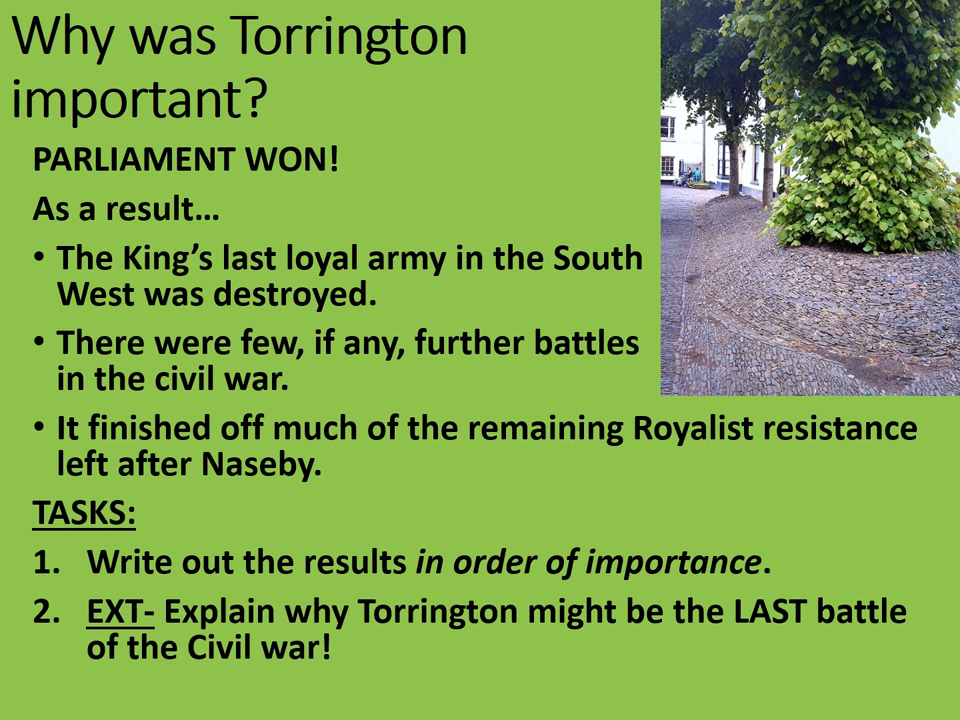 Why was Torrington
important?
PARLIAMENT WON!
As a result…
• The King’s last loyal army in the South
West was destroyed.
• There were few, if any, further battles
in the civil war.
• It finished off much of the remaining Royalist resistance
left after Naseby.
TASKS:
1. Write out the results in order of importance.
2. EXT- Explain why Torrington might be the LAST battle
of the Civil war!